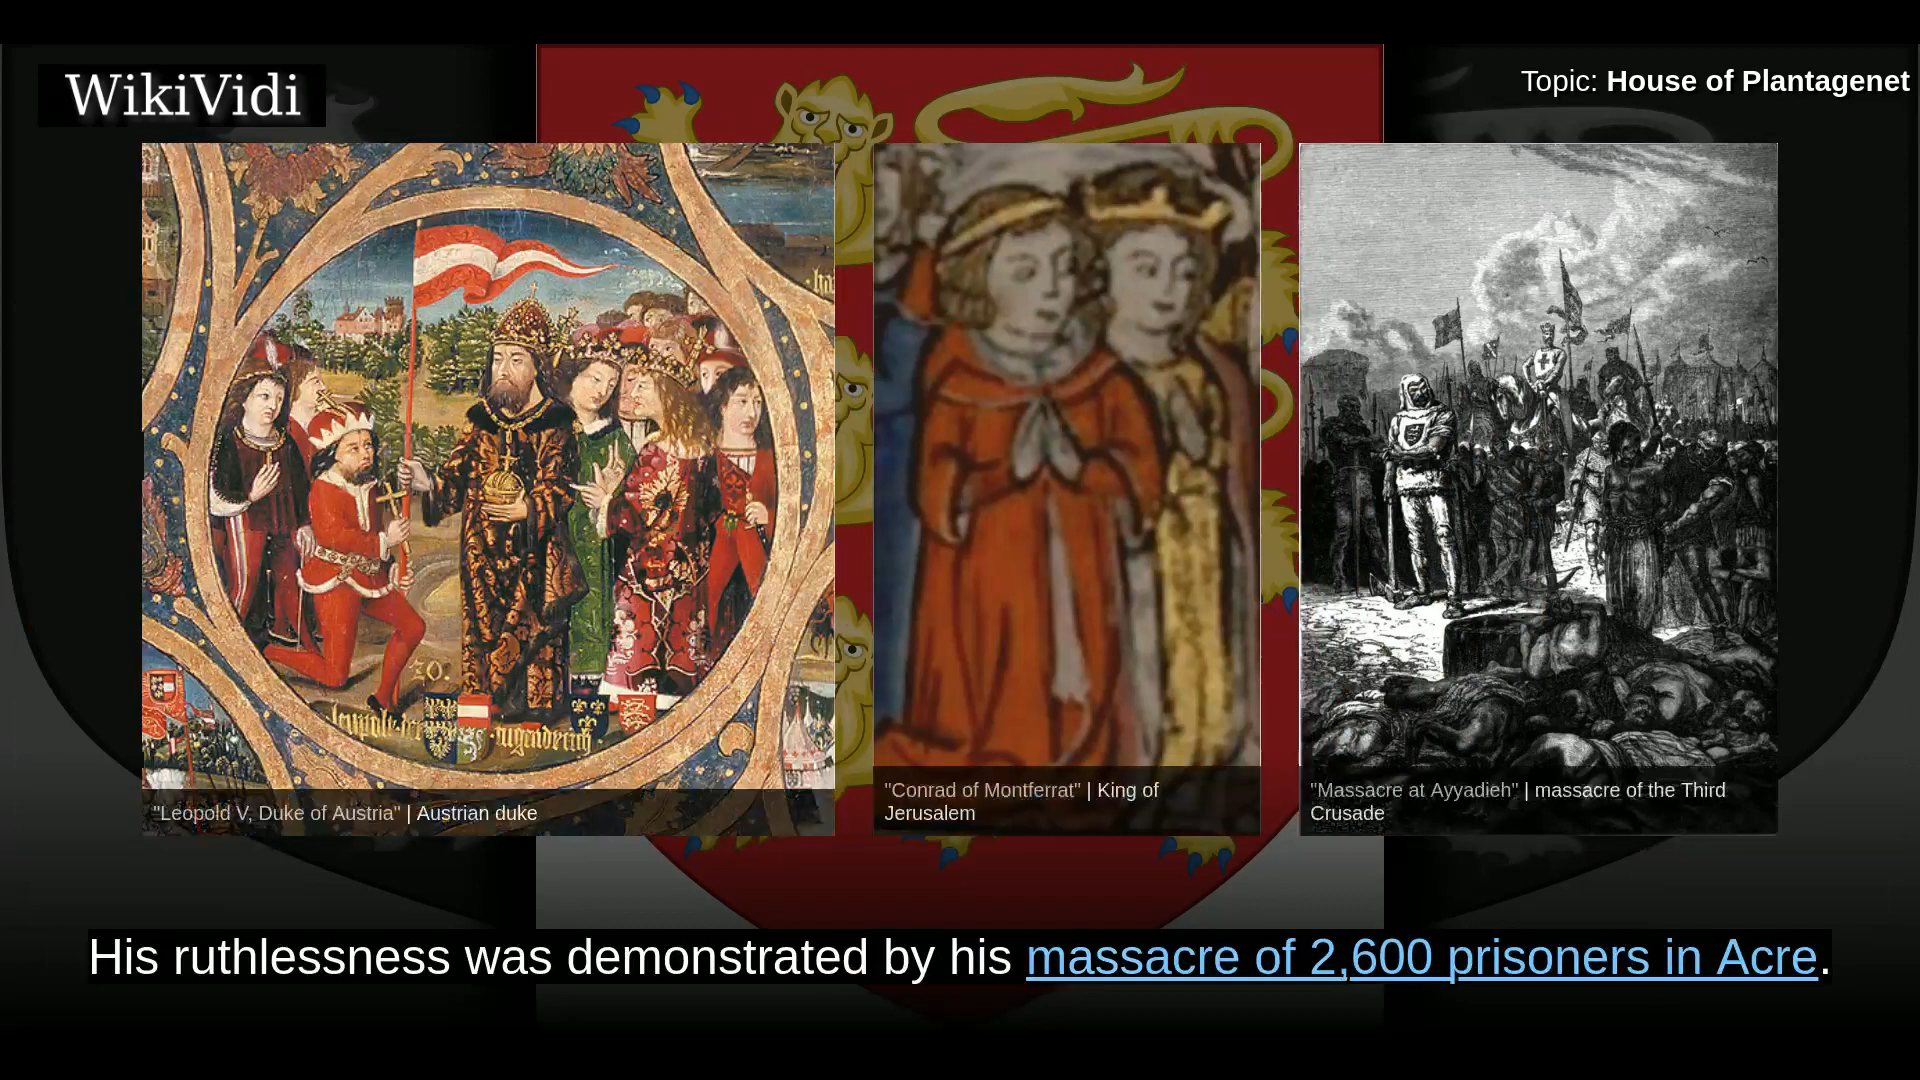 WikiVidi
Topic: House of Plantagenet
20.
"Leopold V, Duke of Austria" | Austrian duke
"Conrad of Montferrat" | King of
Jerusalem
"Massacre at Ayyadieh" | massacre of the Third
Crusade
His ruthlessness was demonstrated by his massacre of 2,600 prisoners in Acre.